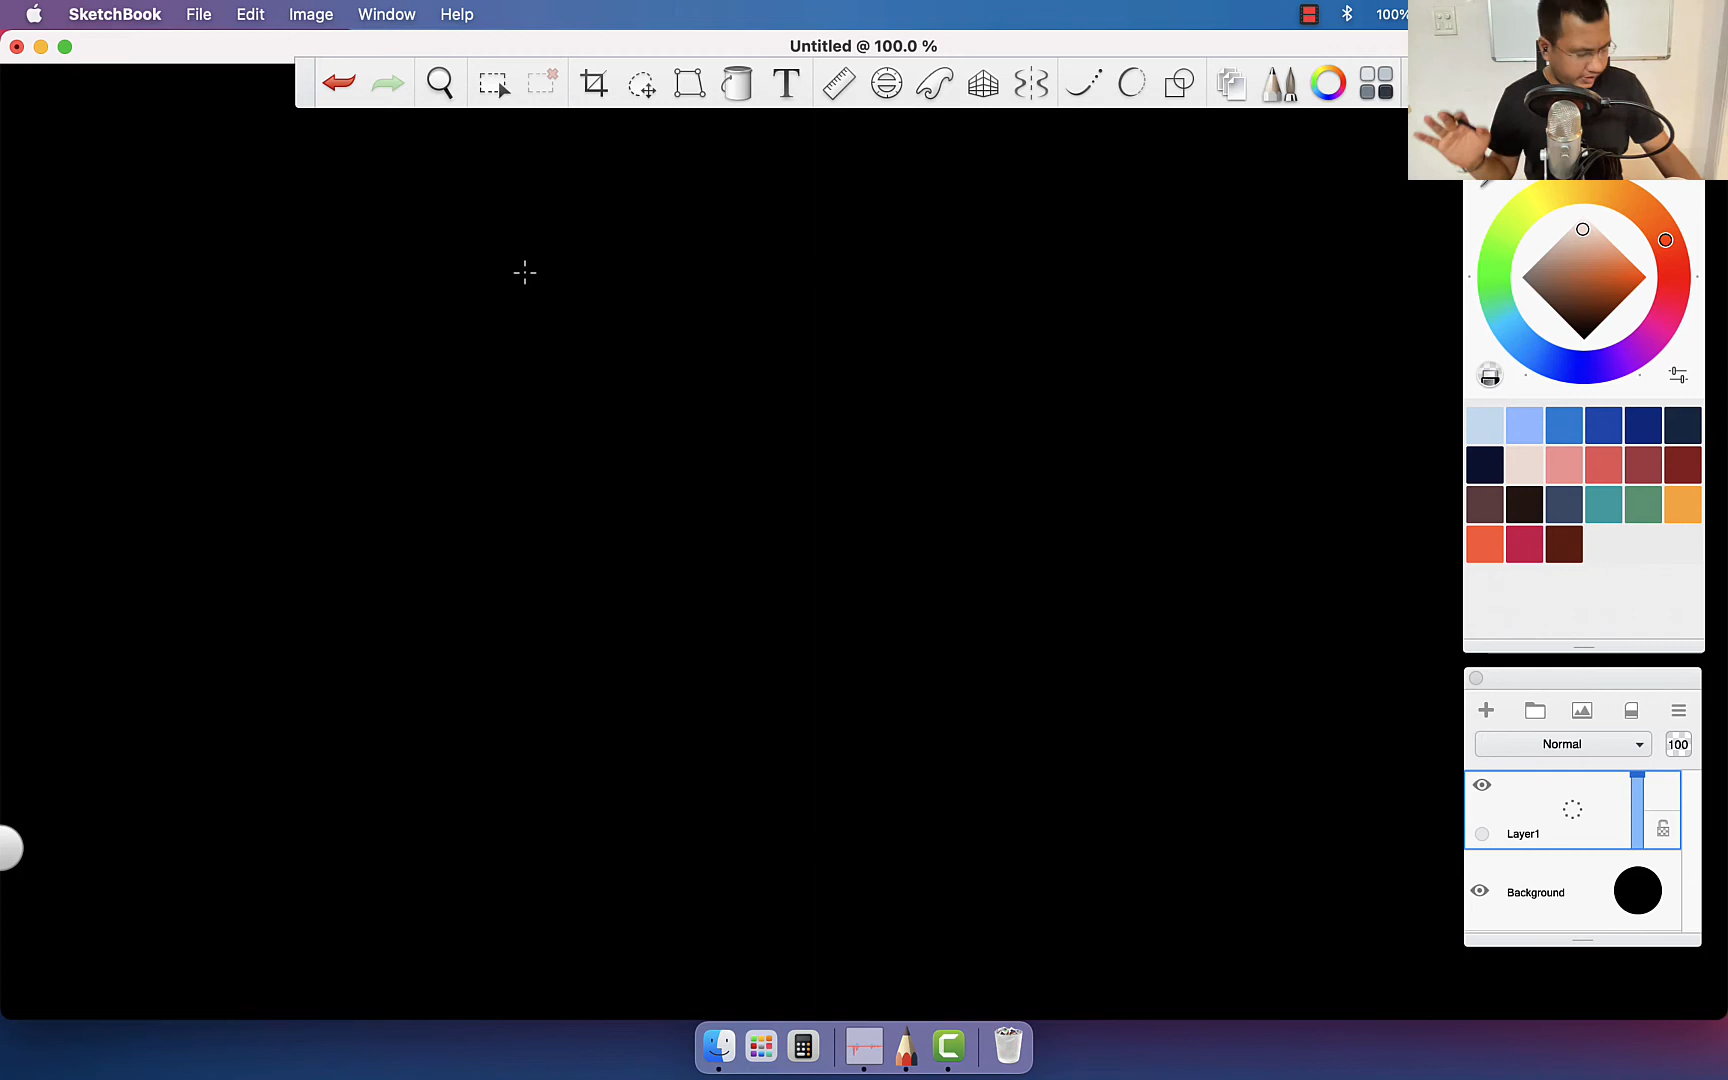 SketchBook File Edit Image Window Help 100%
Untitled @ 100.0 %
T
Normal 100
Layer1
Background